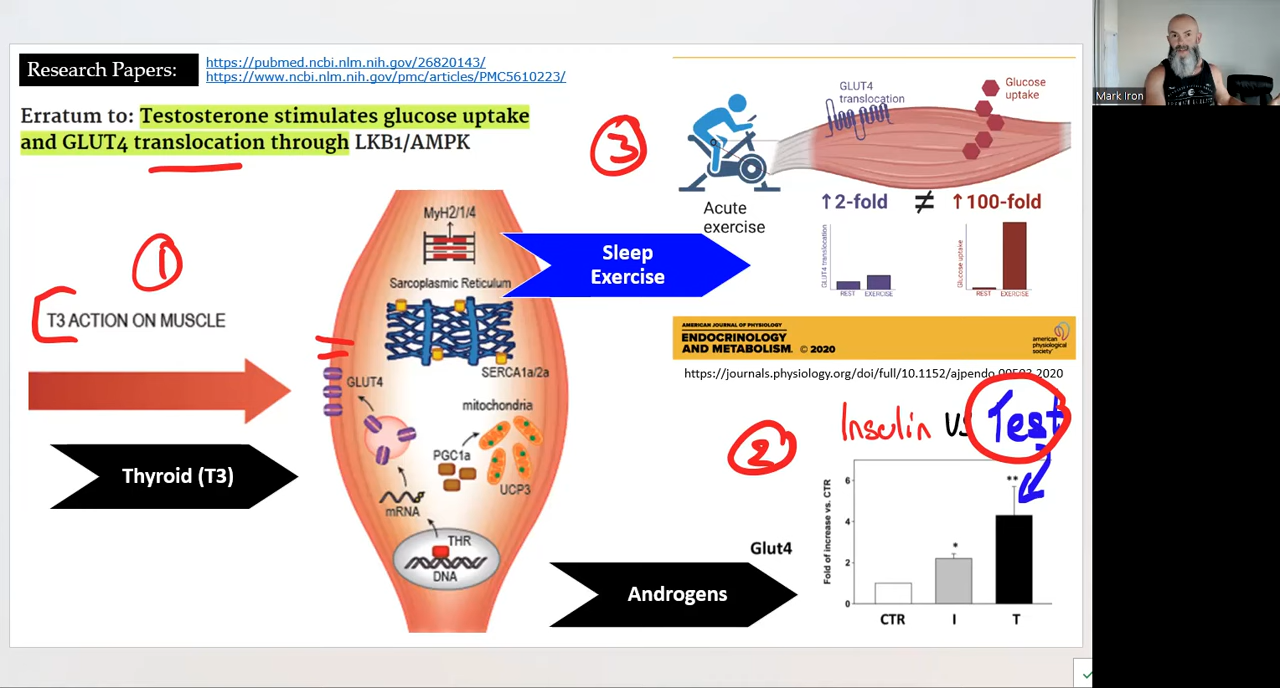 Research Papers:
https://pubmed.ncbi.nlm.nih.gov/26820143/
https://www.ncbi.nlm.nih.gov/pmc/articles/PMC5610223/
Erratum to: Testosterone stimulates glucose uptake
and GLUT4 translocation through LKB1/AMPK
1
T3 ACTION ON MUSCLE
Thyroid (T3)
MyH2/1/4
Sarcoplasmic Reticulum
SERCA1a/2a
GLUT4
mitochondria
PGC1a
UCP3
mRNA
THR
DNA
Sleep
Exercise
3
GLUT4
translocation
Glucose
uptake
Acute
exercise
↑2-fold ≠ ↑100-fold
GLUT4 translocation
REST EXERCISE
Glucose uptake
REST EXERCISE
AMERICAN JOURNAL OF PHYSIOLOGY
ENDOCRINOLOGY
AND METABOLISM. © 2020
american
physiological
society
https://journals.physiology.org/doi/full/10.1152/ajpendo.00503.2020
2
Insulin vs Test
Glut4
Fold of increase vs. CTR
6
4
2
0
*
**
CTR I T
Androgens
Mark Iron